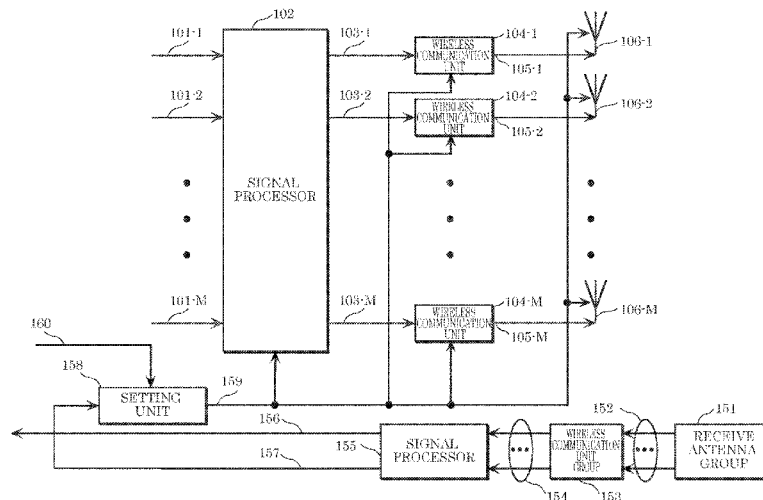 102
101-1
103-1
104-1
WIRELESS
COMMUNICATION
UNIT
105-1
106-1
101-2
103-2
104-2
WIRELESS
COMMUNICATION
UNIT
105-2
106-2
SIGNAL
PROCESSOR
101-M
103-M
104-M
WIRELESS
COMMUNICATION
UNIT
105-M
106-M
160
158
SETTING
UNIT
159
156
157
155
SIGNAL
PROCESSOR
154
152
WIRELESS
COMMUNICATION
UNIT
GROUP
153
151
RECEIVE
ANTENNA
GROUP